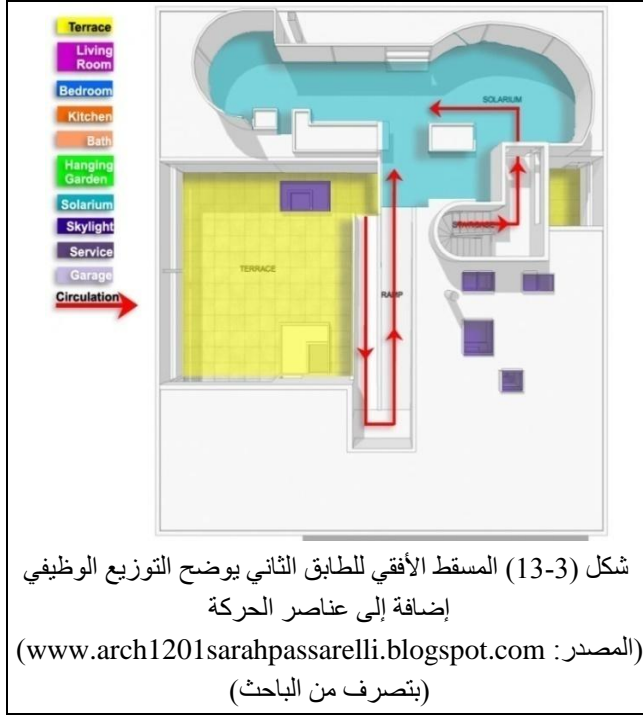 Terrace
Living
Room
Bedroom
Kitchen
Bath
Hanging
Garden
Solarium
Skylight
Service
Garage
Circulation
SOLARIUM
STAIRCASE
TERRACE
RAMP
شكل (3-13) المسقط الأفقي للطابق الثاني يوضح التوزيع الوظيفي
إضافة إلى عناصر الحركة
(المصدر: www.arch1201sarahpassarelli.blogspot.com)
(بتصرف من الباحث)